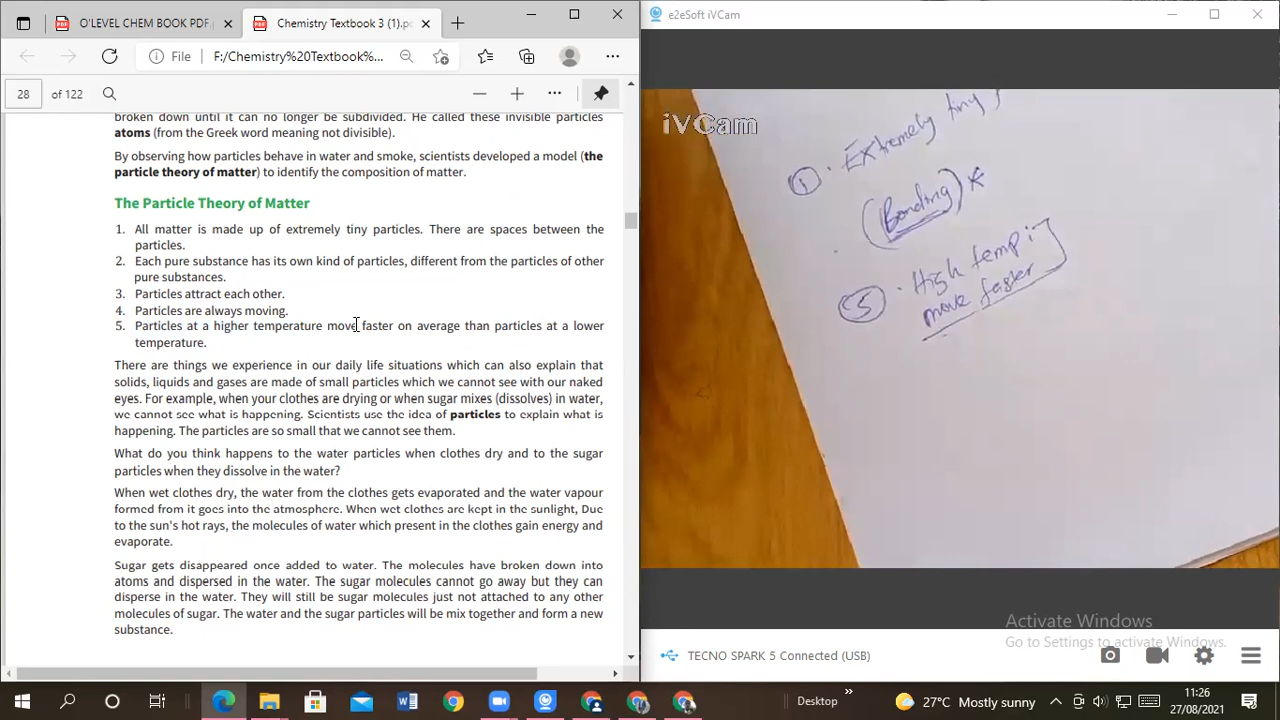 O'LEVEL CHEM BOOK PDF
Chemistry Textbook 3 (1).pc
File
F:/Chemistry%20Textbook%...
28 of 122
broken down until it can no longer be subdivided. He called these invisible particles
atoms (from the Greek word meaning not divisible).
By observing how particles behave in water and smoke, scientists developed a model (the
particle theory of matter) to identify the composition of matter.
The Particle Theory of Matter
1. All matter is made up of extremely tiny particles. There are spaces between the
particles.
2. Each pure substance has its own kind of particles, different from the particles of other
pure substances.
3. Particles attract each other.
4. Particles are always moving.
5. Particles at a higher temperature move faster on average than particles at a lower
temperature.
There are things we experience in our daily life situations which can also explain that
solids, liquids and gases are made of small particles which we cannot see with our naked
eyes. For example, when your clothes are drying or when sugar mixes (dissolves) in water,
we cannot see what is happening. Scientists use the idea of particles to explain what is
happening. The particles are so small that we cannot see them.
What do you think happens to the water particles when clothes dry and to the sugar
particles when they dissolve in the water?
When wet clothes dry, the water from the clothes gets evaporated and the water vapour
formed from it goes into the atmosphere. When wet clothes are kept in the sunlight, Due
to the sun's hot rays, the molecules of water which present in the clothes gain energy and
evaporate.
Sugar gets disappeared once added to water. The molecules have broken down into
atoms and dispersed in the water. The sugar molecules cannot go away but they can
disperse in the water. They will still be sugar molecules just not attached to any other
molecules of sugar. The water and the sugar particles will be mix together and form a new
substance.
e2eSoft iVCam
iVCam
① . Extremely tiny
(Bonding)*
⑤ . High temp :
move faster
Activate Windows
Go to Settings to activate Windows.
TECNO SPARK 5 Connected (USB)
Desktop
27°C Mostly sunny
11:26
27/08/2021